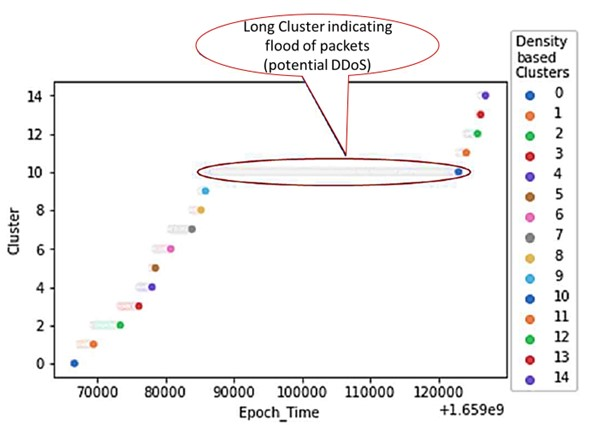 Long Cluster indicating
flood of packets
(potential DDoS)
Density
based
Clusters
0
1
2
3
4
5
6
7
8
9
10
11
12
13
14
14
12
10
8
6
4
2
0
Cluster
70000 80000 90000 100000 110000 120000
Epoch_Time
+1.659e9